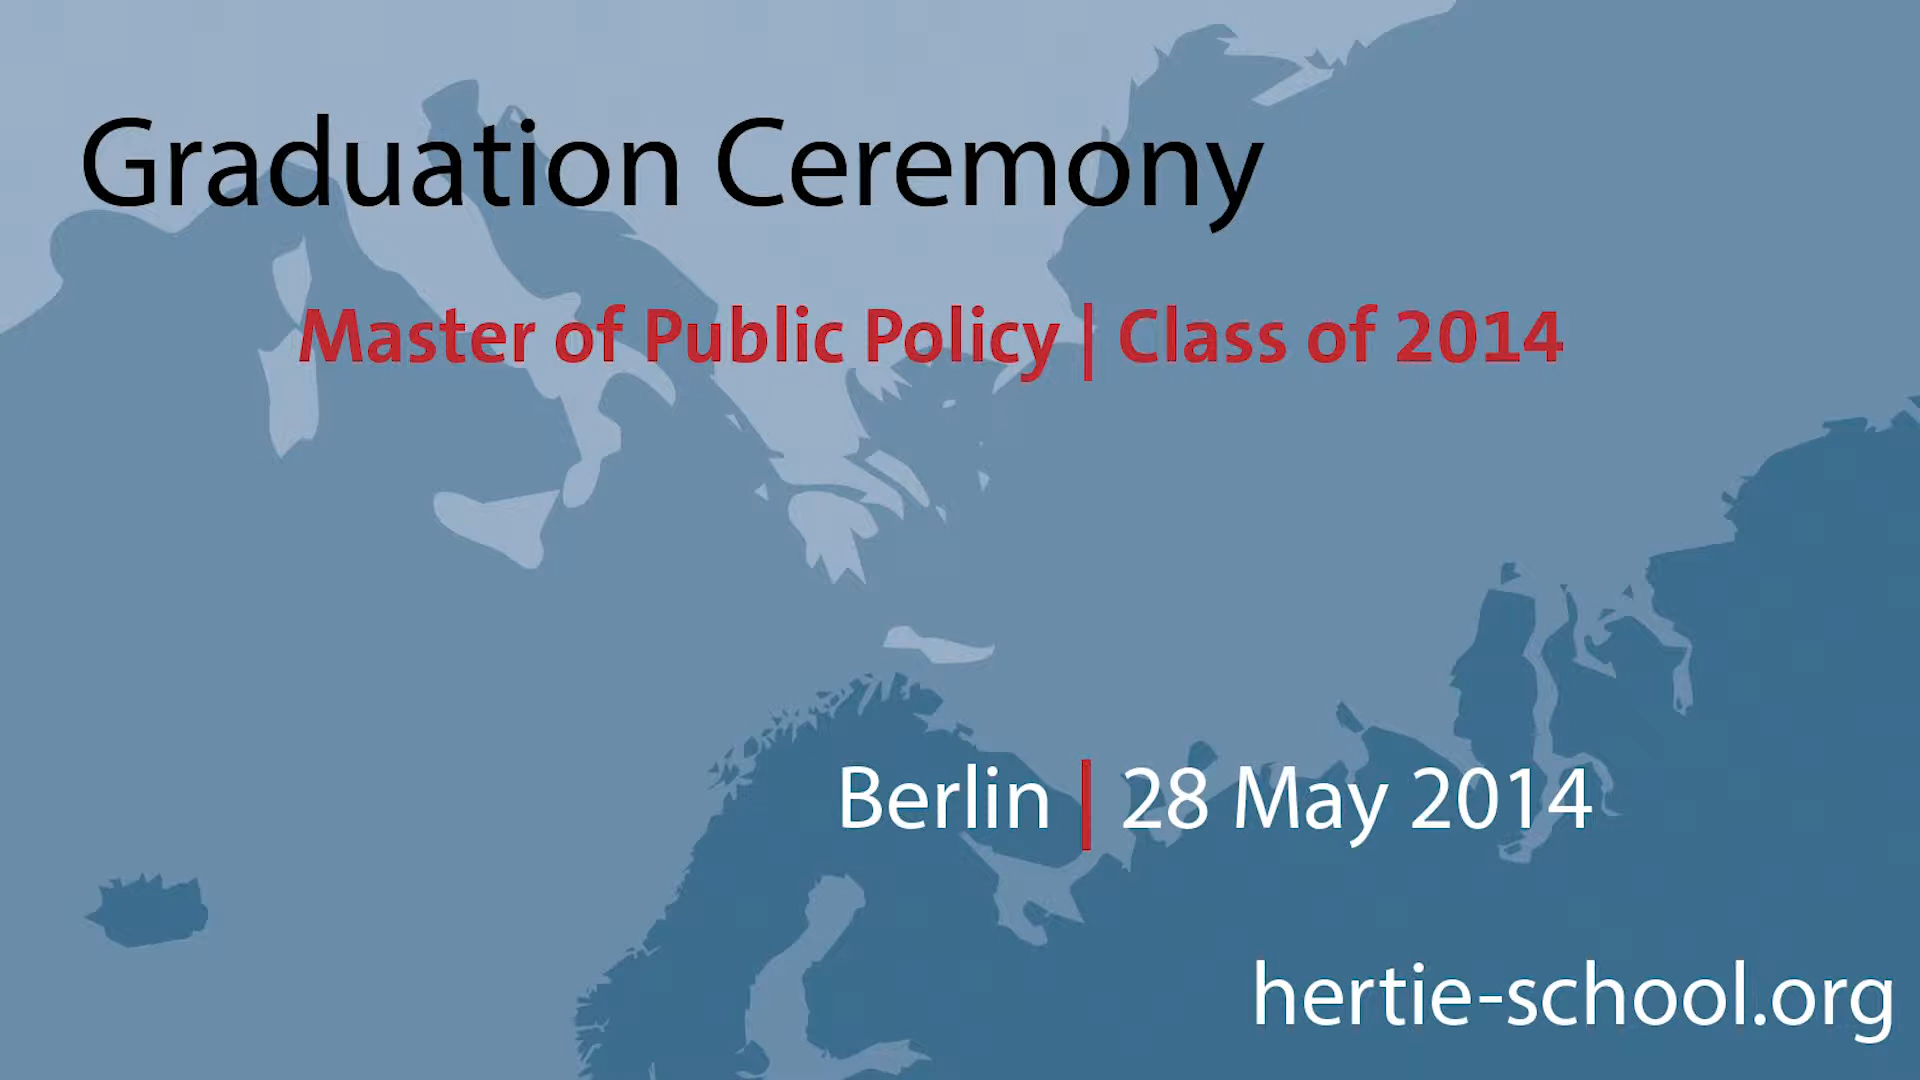 Graduation Ceremony
Master of Public Policy | Class of 2014
Berlin | 28 May 2014
hertie-school.org